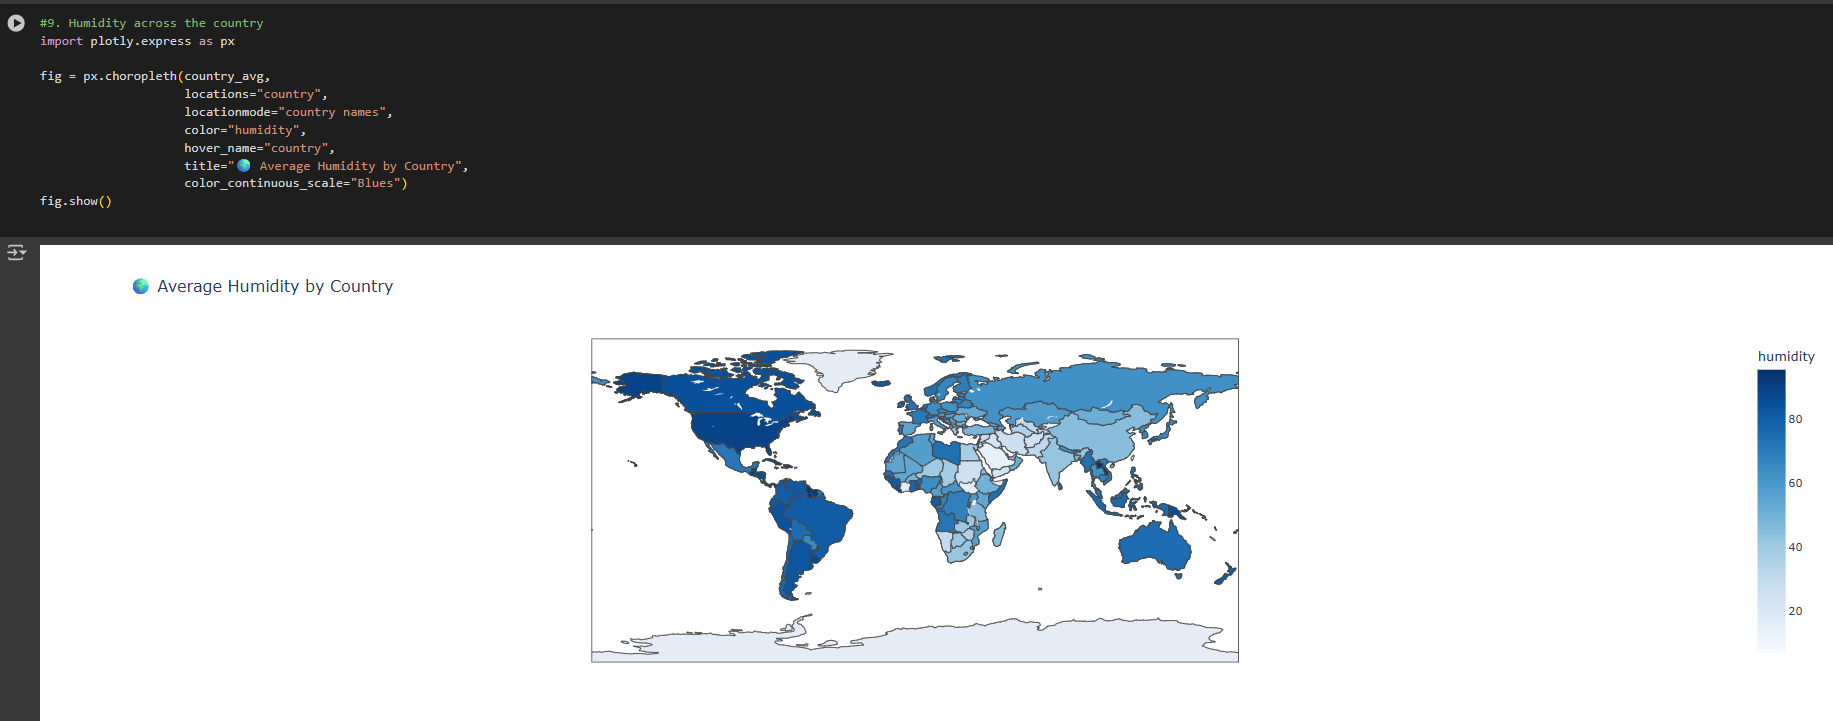 #9. Humidity across the country
import plotly.express as px
fig = px.choropleth(country_avg,
locations="country",
locationmode="country names",
color="humidity",
hover_name="country",
title="🌍 Average Humidity by Country",
color_continuous_scale="Blues")
fig.show()
🌍 Average Humidity by Country
humidity
80
60
40
20